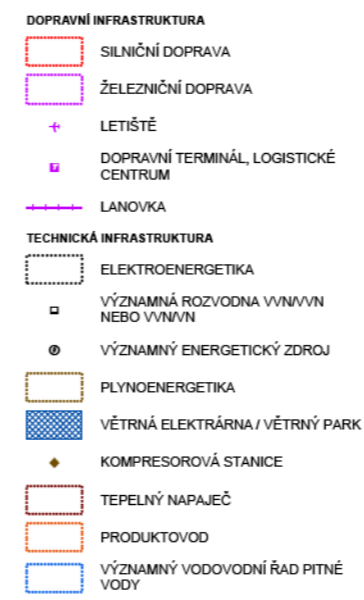 DOPRAVNÍ INFRASTRUKTURA
SILNIČNÍ DOPRAVA
ŽELEZNIČNÍ DOPRAVA
LETIŠTĚ
DOPRAVNÍ TERMINÁL, LOGISTICKÉ
CENTRUM
LANOVKA
TECHNICKÁ INFRASTRUKTURA
ELEKTROENERGETIKA
VÝZNAMNÁ ROZVODNA VVN/VVN
NEBO VVN/VN
VÝZNAMNÝ ENERGETICKÝ ZDROJ
PLYNOENERGETIKA
VĚTRNÁ ELEKTRÁRNA / VĚTRNÝ PARK
KOMPRESOROVÁ STANICE
TEPELNÝ NAPAJEČ
PRODUKTOVOD
VÝZNAMNÝ VODOVODNÍ ŘAD PITNÉ
VODY